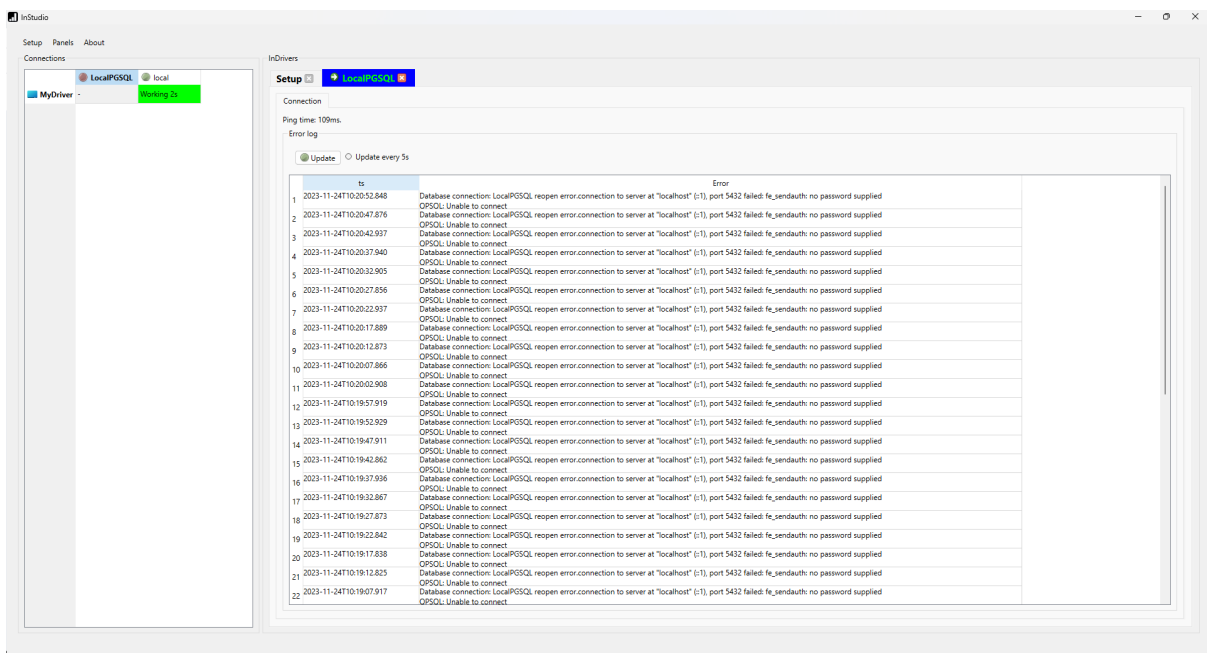 InStudio
Setup Panels About
Connections
LocalPGSQL local
MyDriver - Working 2s
InDrivers
Setup LocalPGSQL
Connection
Ping time: 109ms.
Error log
Update Update every 5s
ts Error
1 2023-11-24T10:20:52.848 Database connection: LocalPGSQL reopen error.connection to server at "localhost" (::1), port 5432 failed: fe_sendauth: no password supplied
QPSQL: Unable to connect
2 2023-11-24T10:20:47.876 Database connection: LocalPGSQL reopen error.connection to server at "localhost" (::1), port 5432 failed: fe_sendauth: no password supplied
QPSQL: Unable to connect
3 2023-11-24T10:20:42.937 Database connection: LocalPGSQL reopen error.connection to server at "localhost" (::1), port 5432 failed: fe_sendauth: no password supplied
QPSQL: Unable to connect
4 2023-11-24T10:20:37.940 Database connection: LocalPGSQL reopen error.connection to server at "localhost" (::1), port 5432 failed: fe_sendauth: no password supplied
QPSQL: Unable to connect
5 2023-11-24T10:20:32.905 Database connection: LocalPGSQL reopen error.connection to server at "localhost" (::1), port 5432 failed: fe_sendauth: no password supplied
QPSQL: Unable to connect
6 2023-11-24T10:20:27.856 Database connection: LocalPGSQL reopen error.connection to server at "localhost" (::1), port 5432 failed: fe_sendauth: no password supplied
QPSQL: Unable to connect
7 2023-11-24T10:20:22.937 Database connection: LocalPGSQL reopen error.connection to server at "localhost" (::1), port 5432 failed: fe_sendauth: no password supplied
QPSQL: Unable to connect
8 2023-11-24T10:20:17.889 Database connection: LocalPGSQL reopen error.connection to server at "localhost" (::1), port 5432 failed: fe_sendauth: no password supplied
QPSQL: Unable to connect
9 2023-11-24T10:20:12.873 Database connection: LocalPGSQL reopen error.connection to server at "localhost" (::1), port 5432 failed: fe_sendauth: no password supplied
QPSQL: Unable to connect
10 2023-11-24T10:20:07.866 Database connection: LocalPGSQL reopen error.connection to server at "localhost" (::1), port 5432 failed: fe_sendauth: no password supplied
QPSQL: Unable to connect
11 2023-11-24T10:20:02.908 Database connection: LocalPGSQL reopen error.connection to server at "localhost" (::1), port 5432 failed: fe_sendauth: no password supplied
QPSQL: Unable to connect
12 2023-11-24T10:19:57.919 Database connection: LocalPGSQL reopen error.connection to server at "localhost" (::1), port 5432 failed: fe_sendauth: no password supplied
QPSQL: Unable to connect
13 2023-11-24T10:19:52.929 Database connection: LocalPGSQL reopen error.connection to server at "localhost" (::1), port 5432 failed: fe_sendauth: no password supplied
QPSQL: Unable to connect
14 2023-11-24T10:19:47.911 Database connection: LocalPGSQL reopen error.connection to server at "localhost" (::1), port 5432 failed: fe_sendauth: no password supplied
QPSQL: Unable to connect
15 2023-11-24T10:19:42.862 Database connection: LocalPGSQL reopen error.connection to server at "localhost" (::1), port 5432 failed: fe_sendauth: no password supplied
QPSQL: Unable to connect
16 2023-11-24T10:19:37.936 Database connection: LocalPGSQL reopen error.connection to server at "localhost" (::1), port 5432 failed: fe_sendauth: no password supplied
QPSQL: Unable to connect
17 2023-11-24T10:19:32.867 Database connection: LocalPGSQL reopen error.connection to server at "localhost" (::1), port 5432 failed: fe_sendauth: no password supplied
QPSQL: Unable to connect
18 2023-11-24T10:19:27.873 Database connection: LocalPGSQL reopen error.connection to server at "localhost" (::1), port 5432 failed: fe_sendauth: no password supplied
QPSQL: Unable to connect
19 2023-11-24T10:19:22.842 Database connection: LocalPGSQL reopen error.connection to server at "localhost" (::1), port 5432 failed: fe_sendauth: no password supplied
QPSQL: Unable to connect
20 2023-11-24T10:19:17.838 Database connection: LocalPGSQL reopen error.connection to server at "localhost" (::1), port 5432 failed: fe_sendauth: no password supplied
QPSQL: Unable to connect
21 2023-11-24T10:19:12.825 Database connection: LocalPGSQL reopen error.connection to server at "localhost" (::1), port 5432 failed: fe_sendauth: no password supplied
QPSQL: Unable to connect
22 2023-11-24T10:19:07.917 Database connection: LocalPGSQL reopen error.connection to server at "localhost" (::1), port 5432 failed: fe_sendauth: no password supplied
QPSQL: Unable to connect